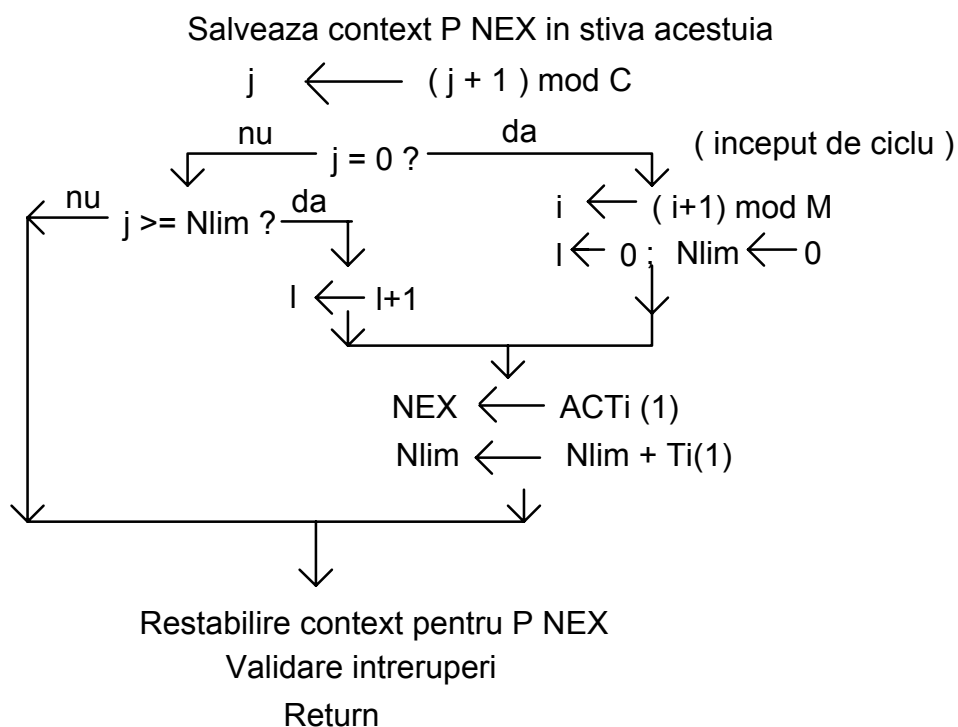 Salveaza context P NEX in stiva acestuia
j ← ( j + 1 ) mod C
nu j = 0 ? da ( inceput de ciclu )
nu j >= Nlim ? da i ← ( i+1) mod M
l ← 0 ; Nlim ← 0
l ← l+1
NEX ← ACTi (1)
Nlim ← Nlim + Ti(1)
Restabilire context pentru P NEX
Validare intreruperi
Return